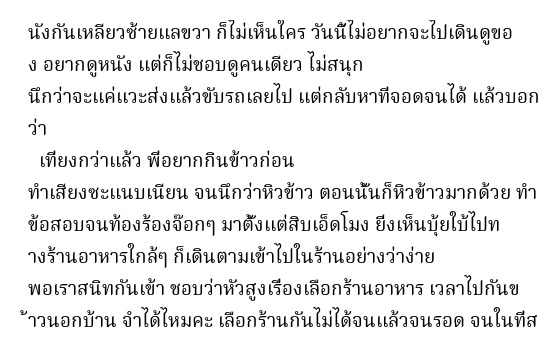 นังกันเหลียวซ้ายแลขวา ก็ไม่เห็นใคร วันนี้ไม่อยากจะไปเดินดูขอ
ง อยากดูหนัง แต่ก็ไม่ชอบดูคนเดียว ไม่สนุก
นึกว่าจะแค่แวะส่งแล้วขับรถเลยไป แต่กลับหาที่จอดจนได้ แล้วบอก
ว่า
เที่ยงกว่าแล้ว พี่อยากกินข้าวก่อน
ทำเสียงซะแนบเนียน จนนึกว่าหิวข้าว ตอนนั้นก็หิวข้าวมากด้วย ทำ
ข้อสอบจนท้องร้องจ๊อกๆ มาตั้งแต่สิบเอ็ดโมง ยิ่งเห็นบุ้ยใบ้ไปท
างร้านอาหารใกล้ๆ ก็เดินตามเข้าไปในร้านอย่างว่าง่าย
พอเราสนิทกันเข้า ชอบว่าหัวสูงเรื่องเลือกร้านอาหาร เวลาไปกินข
้าวนอกบ้าน จำได้ไหมคะ เลือกร้านกันไม่ได้จนแล้วจนรอด จนในที่ส